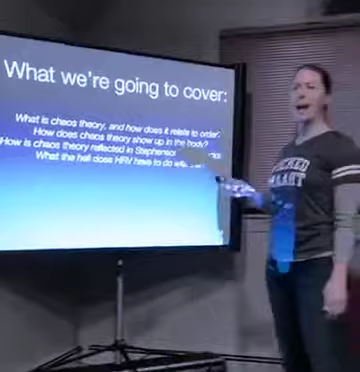 What we're going to cover:
What is chaos theory, and how does it relate to order?
How does chaos theory show up in the body?
How is chaos theory reflected in
What the hell does HRV have to do